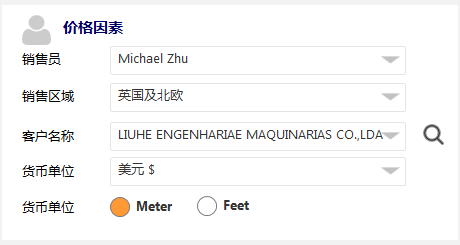 价格因素
销售员 Michael Zhu
销售区域 英国及北欧
客户名称 LIUHE ENGENHARIAE MAQUINARIAS CO.,LDA
货币单位 美元 $
货币单位 Meter Feet